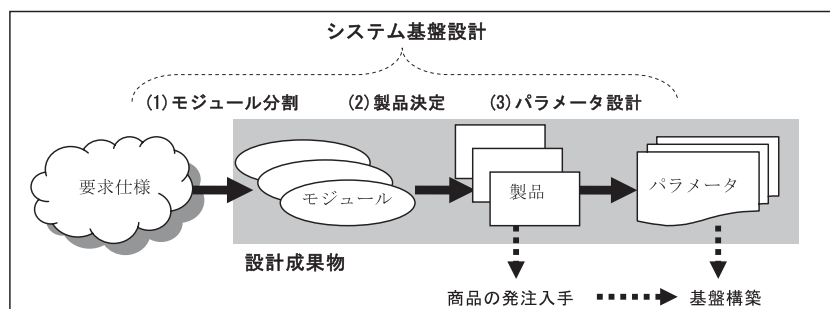 システム基盤設計
(1)モジュール分割
(2)製品決定
(3)パラメータ設計
要求仕様
モジュール
製品
パラメータ
設計成果物
商品の発注入手
基盤構築